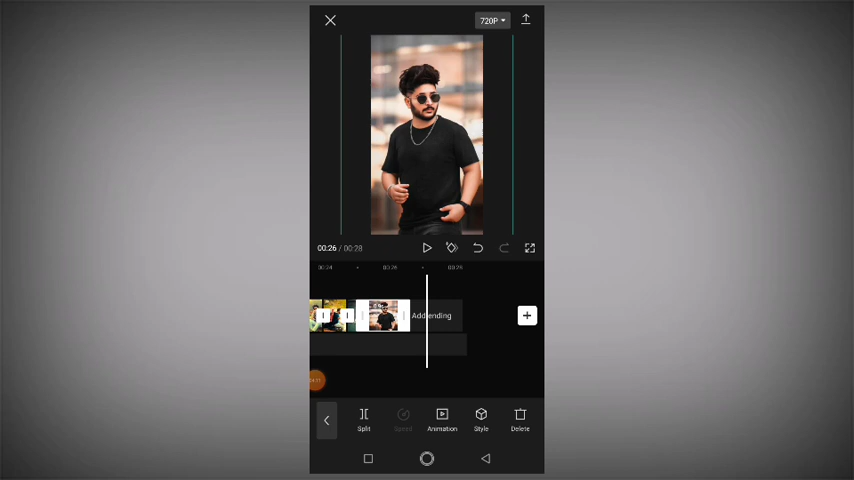 720P
00:26 / 00:28
00:24 00:26 00:28
Add ending
Split Speed Animation Style Delete